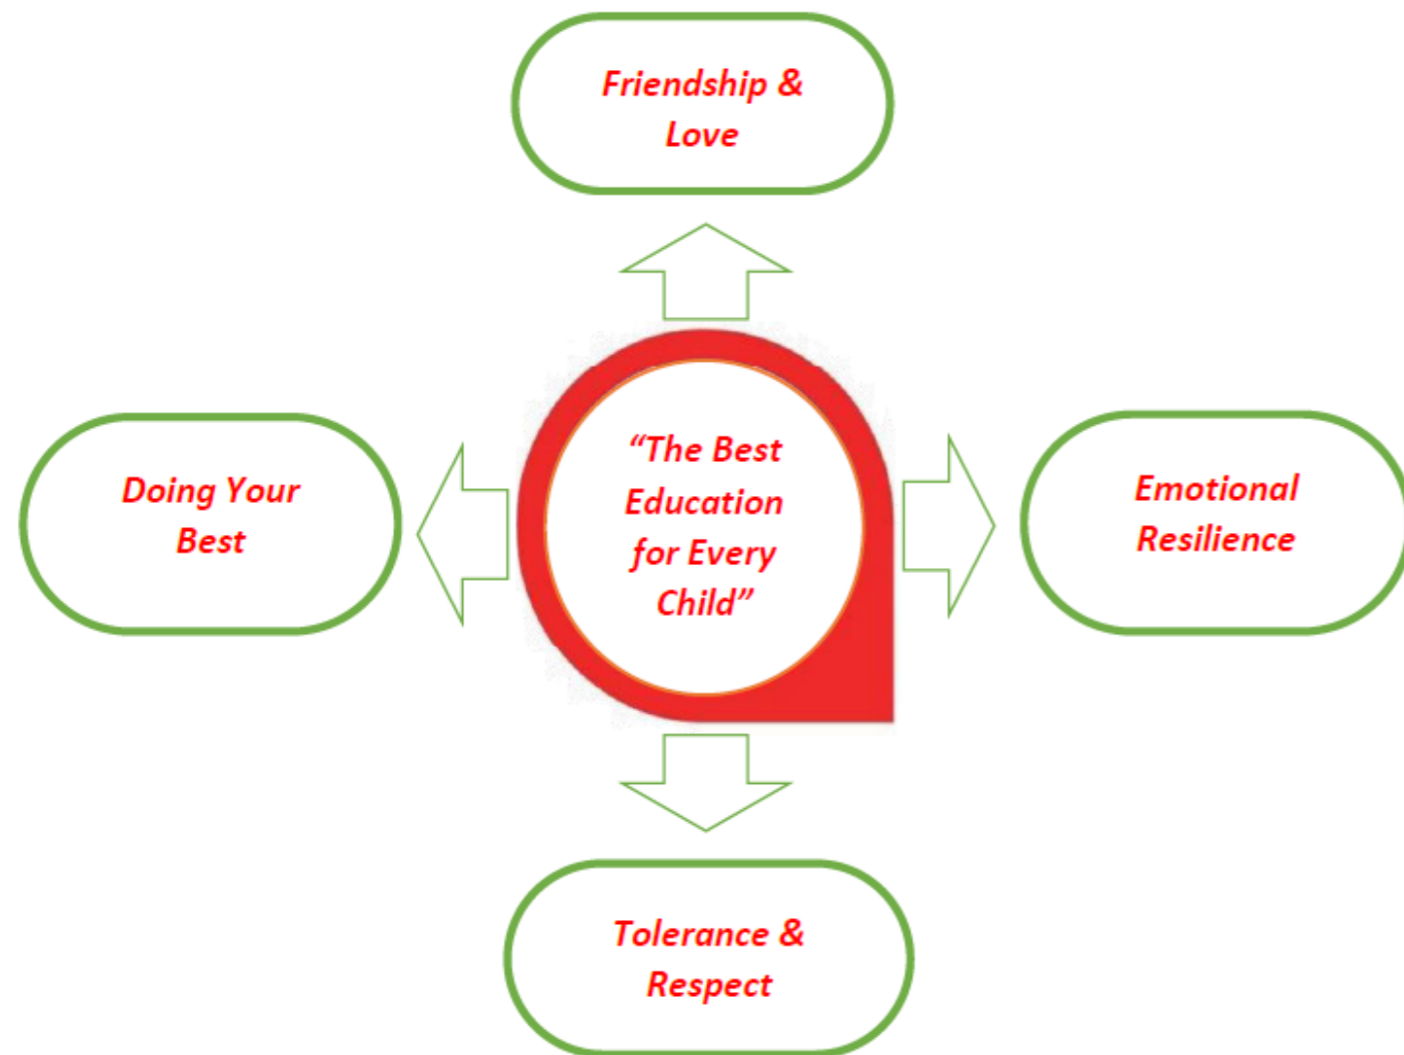 Friendship &
Love
Doing Your
Best
“The Best
Education
for Every
Child”
Emotional
Resilience
Tolerance &
Respect